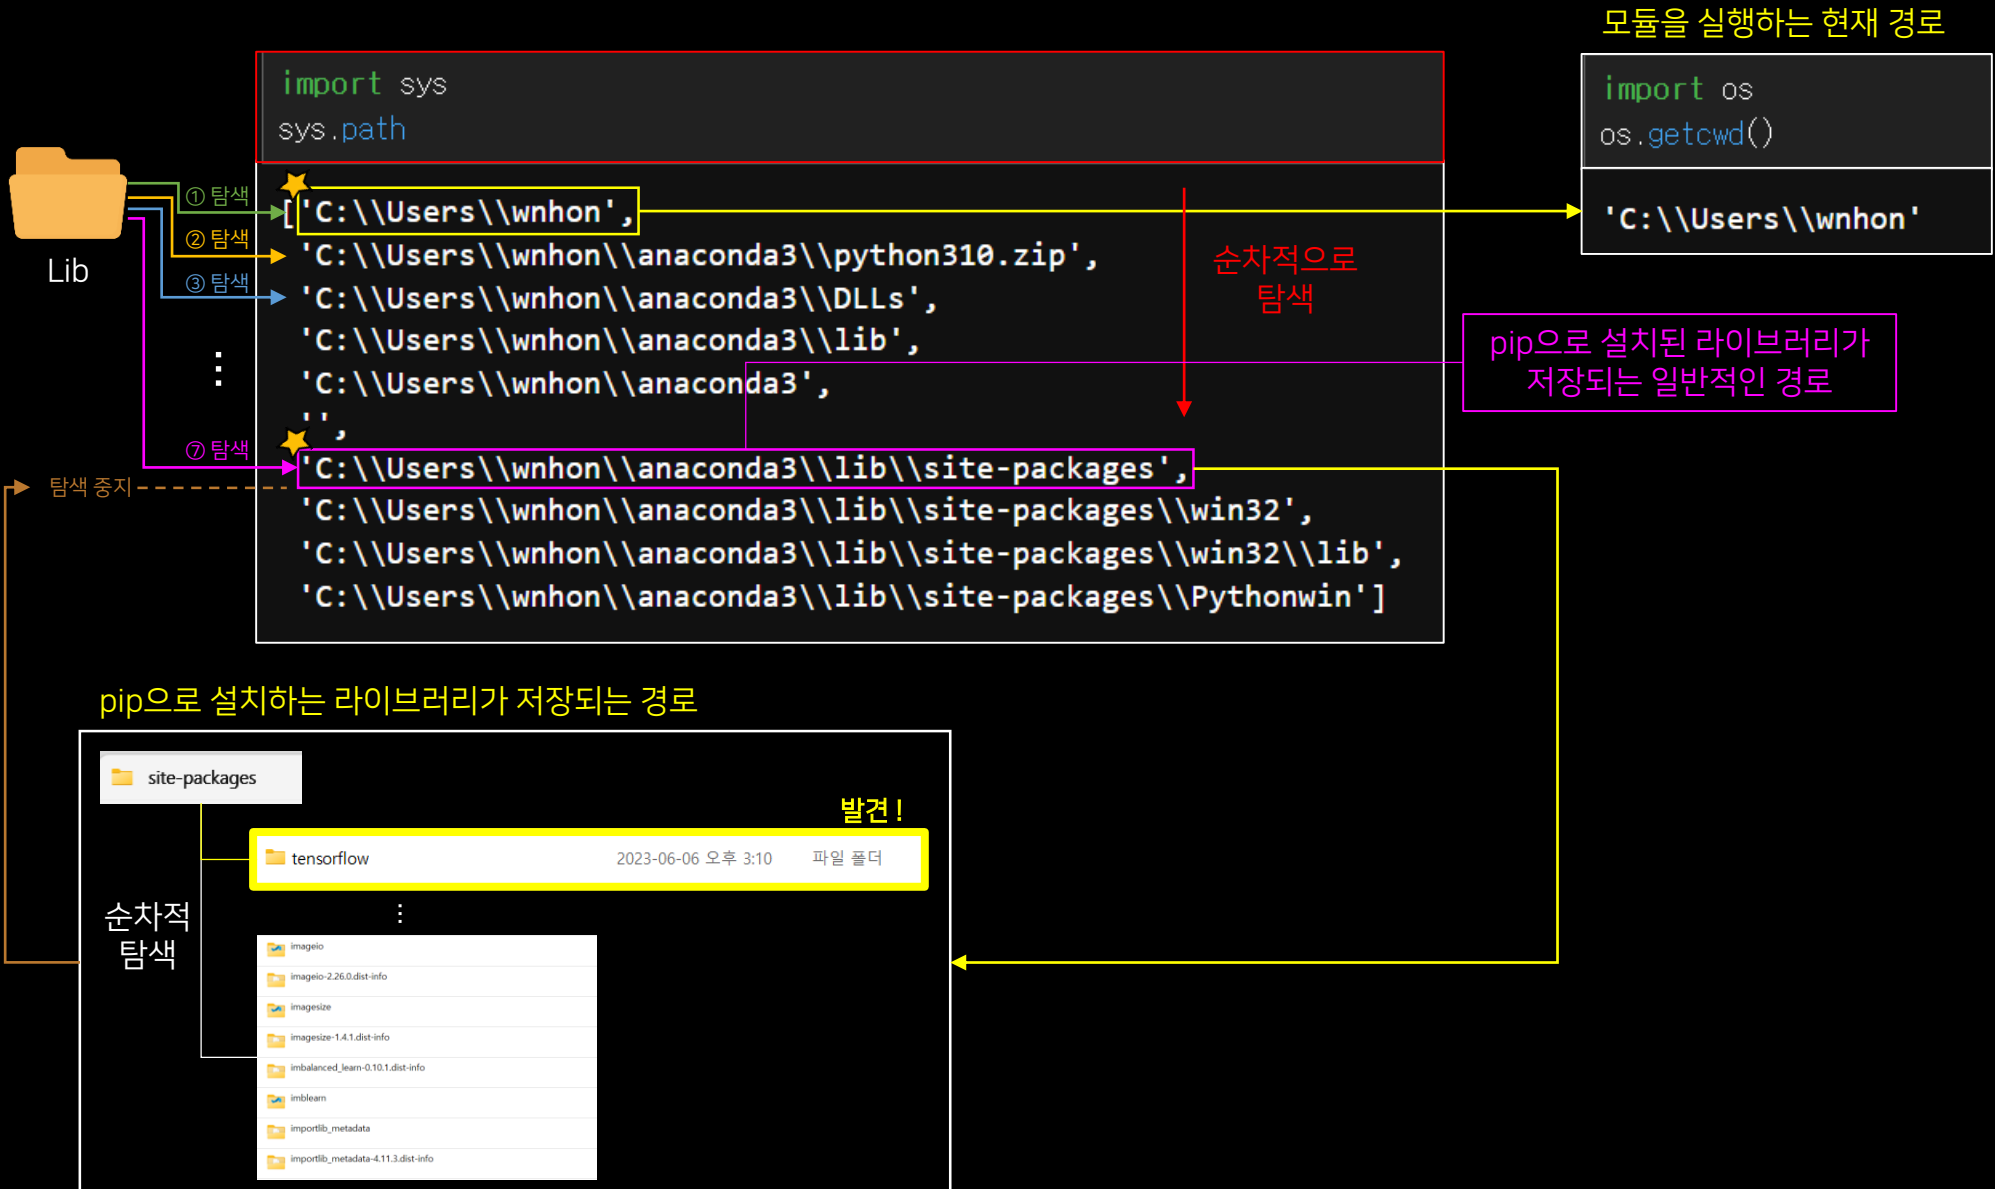 모듈을 실행하는 현재 경로
import sys
sys.path
import os
os.getcwd()
① 탐색
['C:\\Users\\wnhon',
'C:\\Users\\wnhon'
② 탐색
'C:\\Users\\wnhon\\anaconda3\\python310.zip',
순차적으로
탐색
Lib
③ 탐색
'C:\\Users\\wnhon\\anaconda3\\DLLs',
'C:\\Users\\wnhon\\anaconda3\\lib',
pip으로 설치된 라이브러리가
저장되는 일반적인 경로
'C:\\Users\\wnhon\\anaconda3',
'',
⑦ 탐색
'C:\\Users\\wnhon\\anaconda3\\lib\\site-packages',
탐색 중지
'C:\\Users\\wnhon\\anaconda3\\lib\\site-packages\\win32',
'C:\\Users\\wnhon\\anaconda3\\lib\\site-packages\\win32\\lib',
'C:\\Users\\wnhon\\anaconda3\\lib\\site-packages\\Pythonwin']
pip으로 설치하는 라이브러리가 저장되는 경로
site-packages
발견 !
tensorflow 2023-06-06 오후 3:10 파일 폴더
순차적
탐색
imageio
imageio-2.26.0.dist-info
imagesize
imagesize-1.4.1.dist-info
imbalanced_learn-0.10.1.dist-info
imblearn
importlib_metadata
importlib_metadata-4.11.3.dist-info